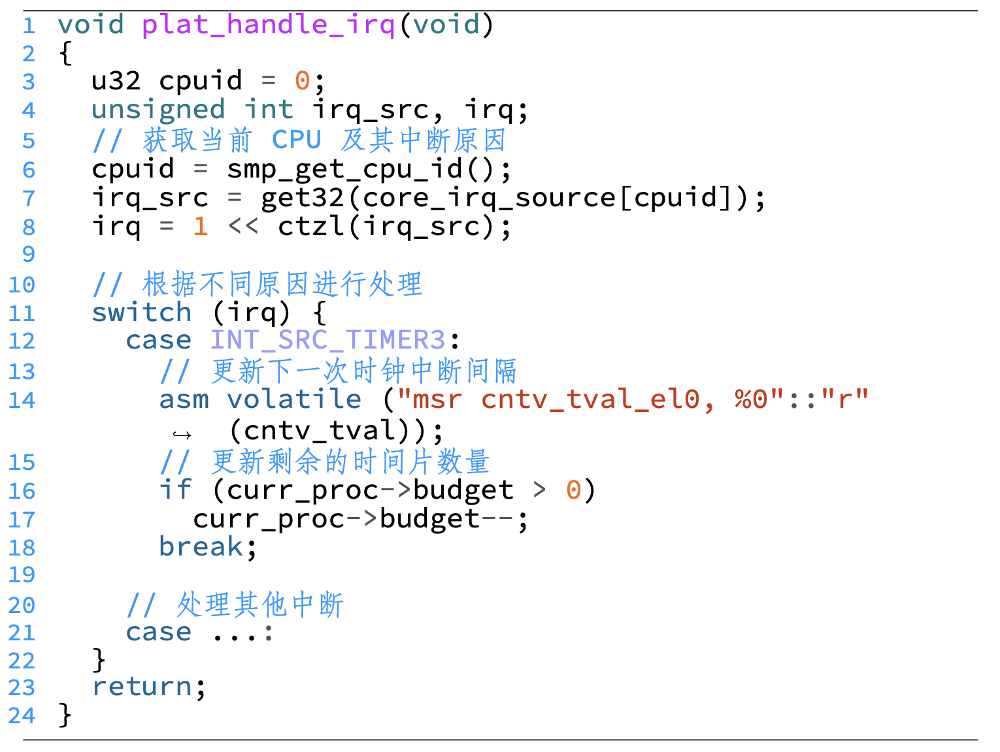 1 void plat_handle_irq(void)
2 {
3   u32 cpuid = 0;
4   unsigned int irq_src, irq;
5   // 获取当前 CPU 及其中断原因
6   cpuid = smp_get_cpu_id();
7   irq_src = get32(core_irq_source[cpuid]);
8   irq = 1 << ctzl(irq_src);
9
10   // 根据不同原因进行处理
11   switch (irq) {
12     case INT_SRC_TIMER3:
13       // 更新下一次时钟中断间隔
14       asm volatile ("msr cntv_tval_el0, %0"::"r"
↪   (cntv_tval));
15       // 更新剩余的时间片数量
16       if (curr_proc->budget > 0)
17         curr_proc->budget--;
18       break;
19
20     // 处理其他中断
21     case ...:
22   }
23   return;
24 }